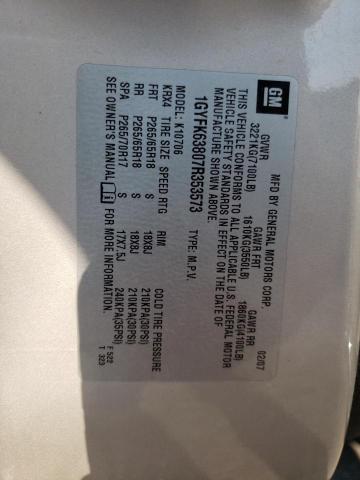 GM
MFD BY GENERAL MOTORS CORP.
02/07
GVWR GAWR FRT GAWR RR
3221KG(7100LB) 1610KG(3550LB) 1860KG(4100LB)
THIS VEHICLE CONFORMS TO ALL APPLICABLE U.S. FEDERAL MOTOR
VEHICLE SAFETY STANDARDS IN EFFECT ON THE DATE OF
MANUFACTURE SHOWN ABOVE.
1GYFK63807R353573 TYPE: M.P.V.
MODEL: K10706
KRX4 TIRE SIZE SPEED RTG RIM COLD TIRE PRESSURE
FRT P265/65R18 S 18X8J 210KPA(30PSI)
RR P265/65R18 S 18X8J 210KPA(30PSI)
SPA P265/70R17 S 17X7.5J 240KPA(35PSI)
SEE OWNER'S MANUAL FOR MORE INFORMATION.
F 522
T 323